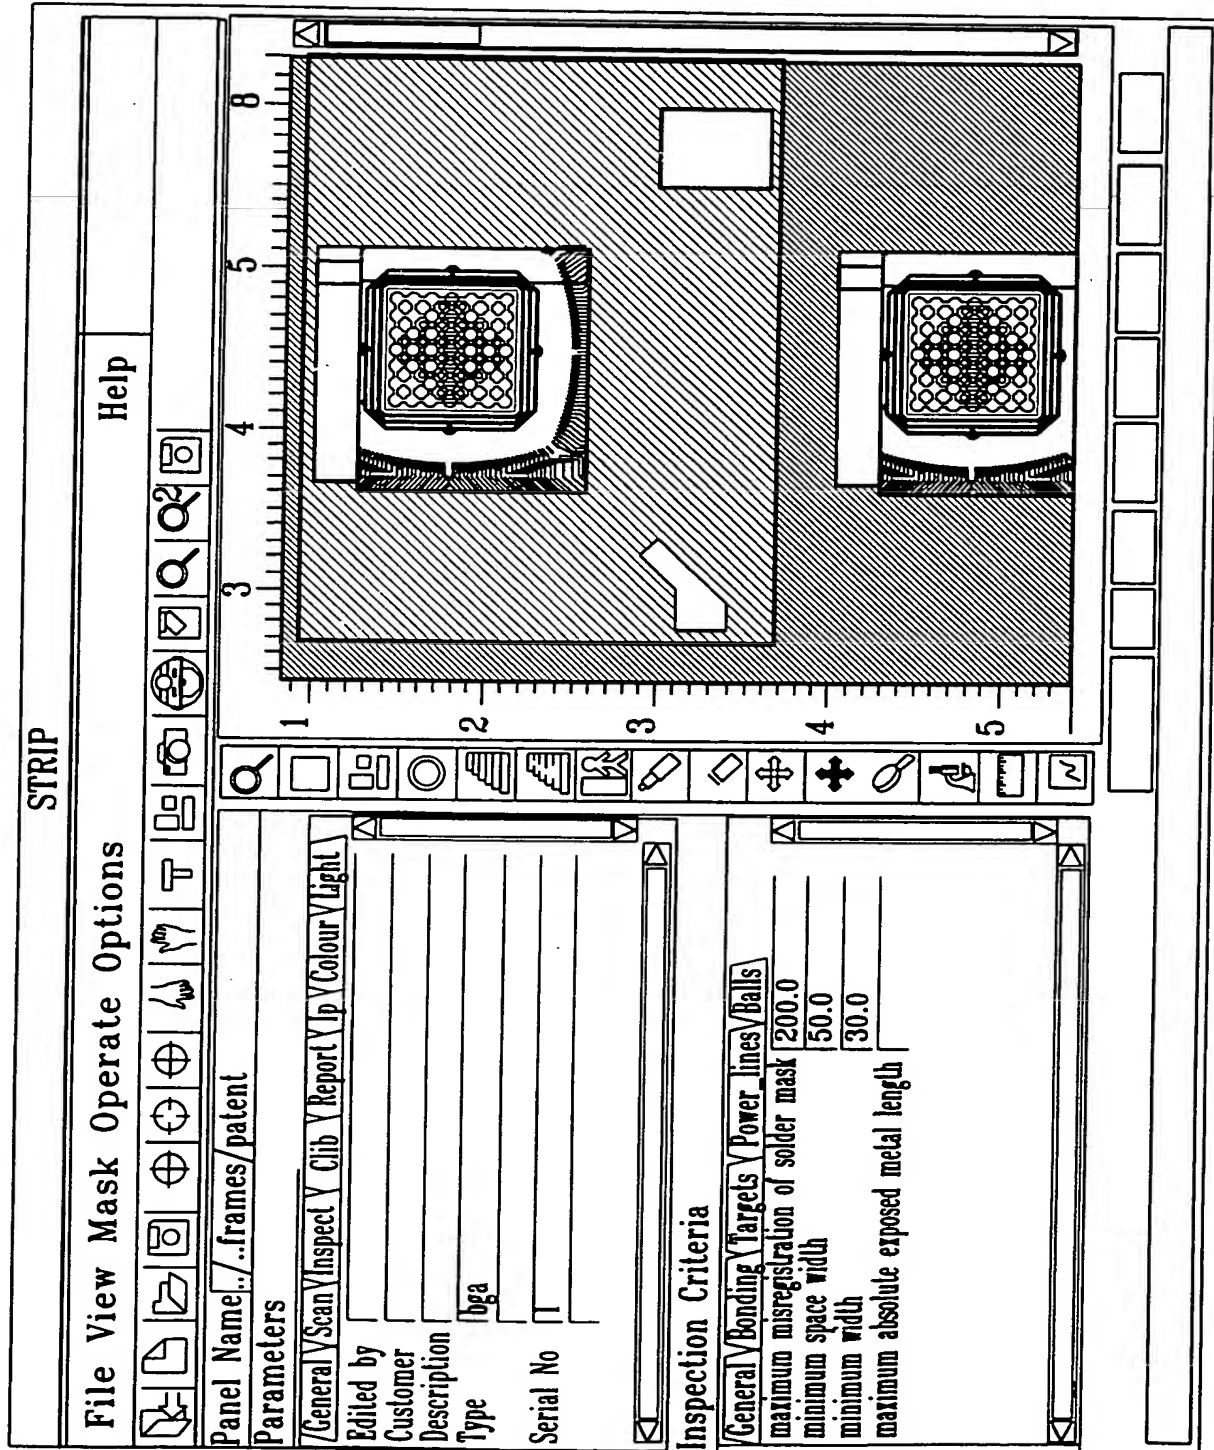 STRIP
File View Mask Operate Options Help
2
Panel Name ../..frames/patent
Parameters
General Scan Inspect Clib Report Ip Colour Light
Edited by
Customer
Description
Type bga
Serial No 1
Inspection Criteria
General Bonding Targets Power_lines Balls
maximum misregistration of solder mask 200.0
minimum space width 50.0
minimum width 30.0
maximum absolute exposed metal length
3 4 5 8
1
2
3
4
5